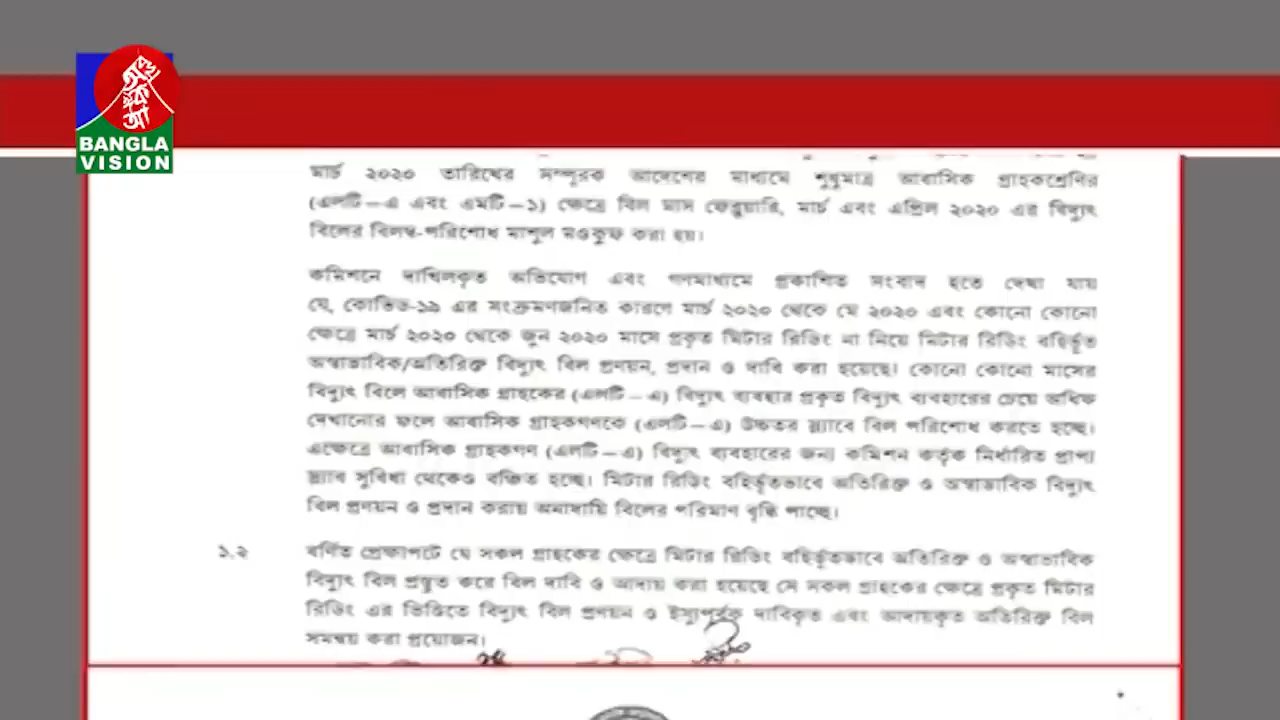 BANGLA
VISION
মার্চ ২০২০ তারিখের সম্পূরক আদেশের মাধ্যমে শুধুমাত্র আবাসিক গ্রাহকশ্রেণির
(এলটি-এ এবং এমটি-১) ক্ষেত্রে বিল মাস ফেব্রুয়ারি, মার্চ এবং এপ্রিল ২০২০ এর বিদ্যুৎ
বিলের বিলম্ব-পরিশোধ মাশুল মওকুফ করা হয়।
কমিশনে দাখিলকৃত অভিযোগ এবং গণমাধ্যমে প্রকাশিত সংবাদ হতে দেখা যায়
যে, কোভিড-১৯ এর সংক্রমণজনিত কারণে মার্চ ২০২০ থেকে মে ২০২০ এবং কোনো কোনো
ক্ষেত্রে মার্চ ২০২০ থেকে জুন ২০২০ মাসে প্রকৃত মিটার রিডিং না নিয়ে মিটার রিডিং বহির্ভূত
অস্বাভাবিক/অতিরিক্ত বিদ্যুৎ বিল প্রণয়ন, প্রদান ও দাবি করা হয়েছে। কোনো কোনো মাসের
বিদ্যুৎ বিলে আবাসিক গ্রাহকের (এলটি-এ) বিদ্যুৎ ব্যবহার প্রকৃত বিদ্যুৎ ব্যবহারের চেয়ে অধিক
দেখানোর ফলে আবাসিক গ্রাহকগণকে (এলটি-এ) উচ্চতর স্ল্যাবে বিল পরিশোধ করতে হচ্ছে।
এক্ষেত্রে আবাসিক গ্রাহকগণ (এলটি-এ) বিদ্যুৎ ব্যবহারের জন্য কমিশন কর্তৃক নির্ধারিত প্রাপ্য
স্ল্যাব সুবিধা থেকেও বঞ্চিত হচ্ছে। মিটার রিডিং বহির্ভূতভাবে অতিরিক্ত ও অস্বাভাবিক বিদ্যুৎ
বিল প্রণয়ন ও প্রদান করায় অনাদায়ি বিলের পরিমাণ বৃদ্ধি পাচ্ছে।
১.২ বর্ণিত প্রেক্ষাপটে যে সকল গ্রাহকের ক্ষেত্রে মিটার রিডিং বহির্ভূতভাবে অতিরিক্ত ও অস্বাভাবিক
বিদ্যুৎ বিল প্রস্তুত করে বিল দাবি ও আদায় করা হয়েছে সে সকল গ্রাহকের ক্ষেত্রে প্রকৃত মিটার
রিডিং এর ভিত্তিতে বিদ্যুৎ বিল প্রণয়ন ও ইস্যুপূর্বক দাবিকৃত এবং আদায়কৃত অতিরিক্ত বিল
সমন্বয় করা প্রয়োজন।